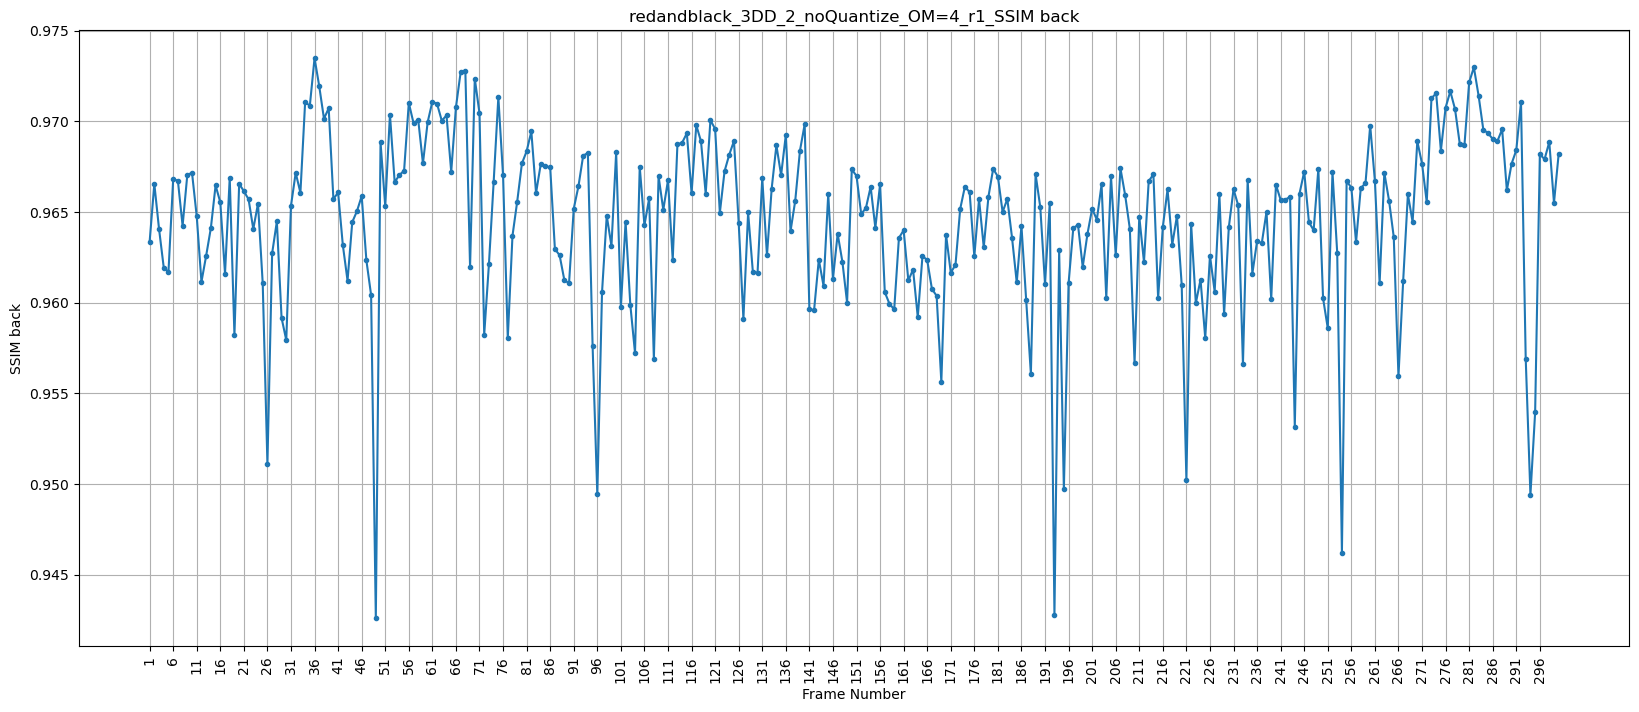 redandblack_3DD_2_noQuantize_OM=4_r1_SSIM back
0.975
0.970
0.965
0.960
0.955
0.950
0.945
SSIM back
1 6 11 16 21 26 31 36 41 46 51 56 61 66 71 76 81 86 91 96 101 106 111 116 121 126 131 136 141 146 151 156 161 166 171 176 181 186 191 196 201 206 211 216 221 226 231 236 241 246 251 256 261 266 271 276 281 286 291 296
Frame Number